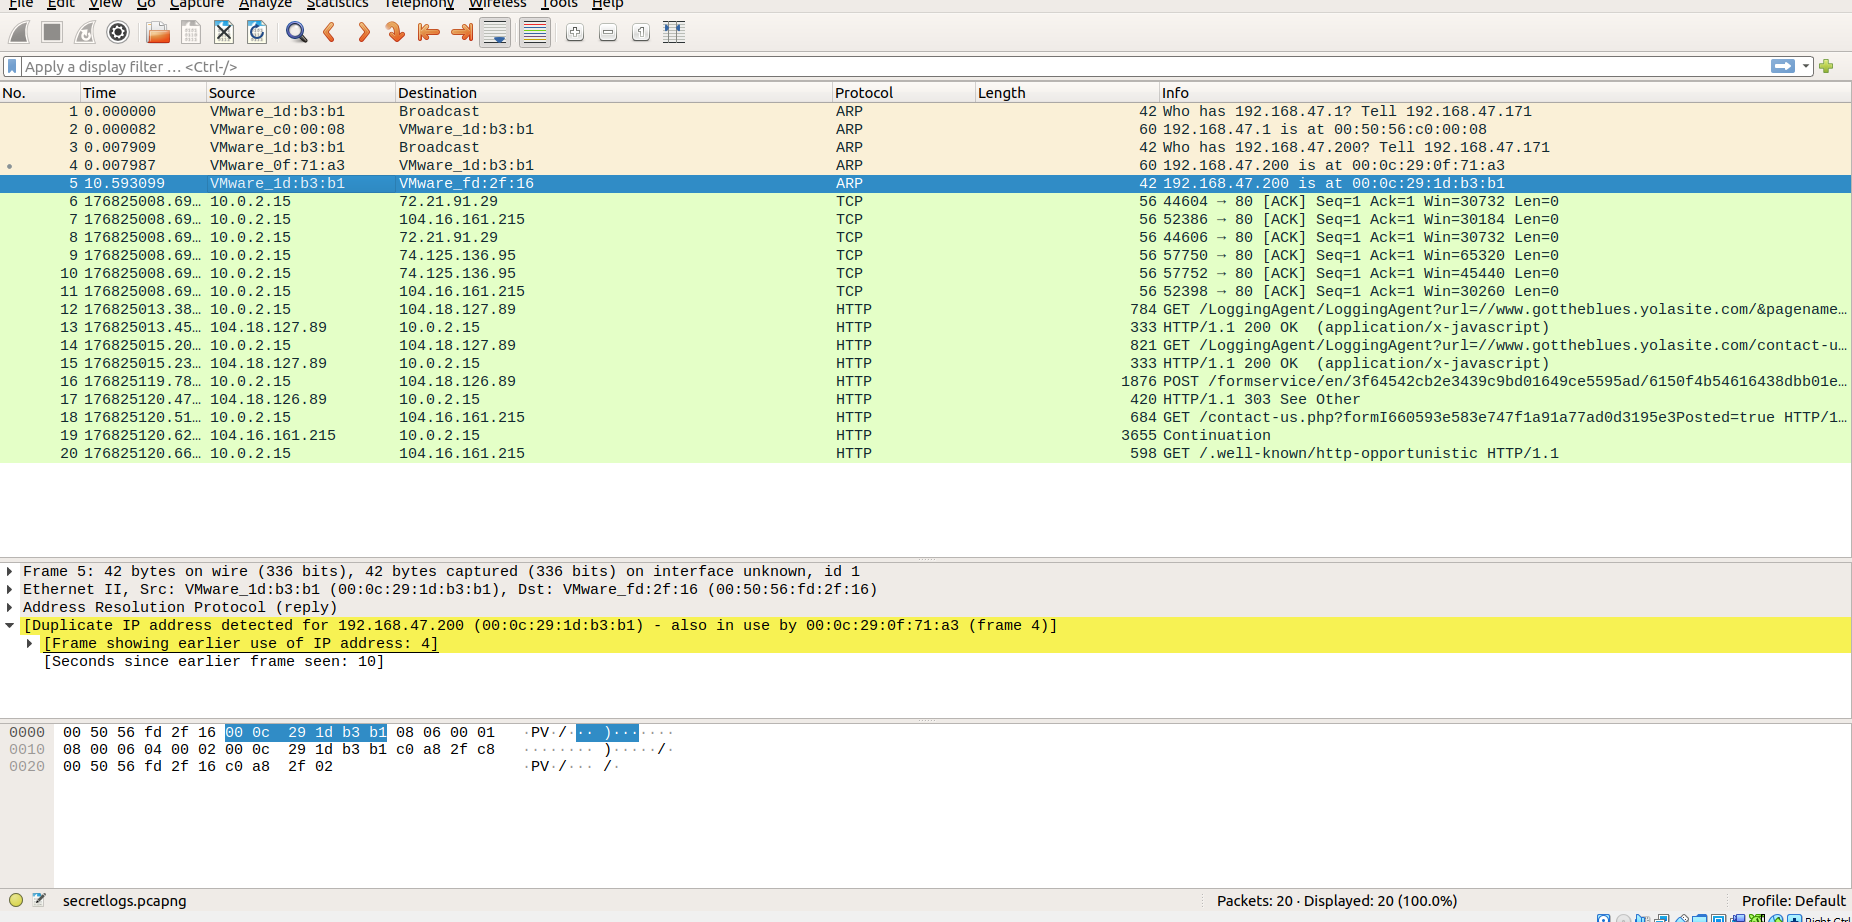 File Edit View Go Capture Analyze Statistics Telephony Wireless Tools Help
Apply a display filter … <Ctrl-/>
No. Time Source Destination Protocol Length Info
1 0.000000 VMware_1d:b3:b1 Broadcast ARP 42 Who has 192.168.47.1? Tell 192.168.47.171
2 0.000082 VMware_c0:00:08 VMware_1d:b3:b1 ARP 60 192.168.47.1 is at 00:50:56:c0:00:08
3 0.007909 VMware_1d:b3:b1 Broadcast ARP 42 Who has 192.168.47.200? Tell 192.168.47.171
4 0.007987 VMware_0f:71:a3 VMware_1d:b3:b1 ARP 60 192.168.47.200 is at 00:0c:29:0f:71:a3
5 10.593099 VMware_1d:b3:b1 VMware_fd:2f:16 ARP 42 192.168.47.200 is at 00:0c:29:1d:b3:b1
6 176825008.69… 10.0.2.15 72.21.91.29 TCP 56 44604 → 80 [ACK] Seq=1 Ack=1 Win=30732 Len=0
7 176825008.69… 10.0.2.15 104.16.161.215 TCP 56 52386 → 80 [ACK] Seq=1 Ack=1 Win=30184 Len=0
8 176825008.69… 10.0.2.15 72.21.91.29 TCP 56 44606 → 80 [ACK] Seq=1 Ack=1 Win=30732 Len=0
9 176825008.69… 10.0.2.15 74.125.136.95 TCP 56 57750 → 80 [ACK] Seq=1 Ack=1 Win=65320 Len=0
10 176825008.69… 10.0.2.15 74.125.136.95 TCP 56 57752 → 80 [ACK] Seq=1 Ack=1 Win=45440 Len=0
11 176825008.69… 10.0.2.15 104.16.161.215 TCP 56 52398 → 80 [ACK] Seq=1 Ack=1 Win=30260 Len=0
12 176825013.38… 10.0.2.15 104.18.127.89 HTTP 784 GET /LoggingAgent/LoggingAgent?url=//www.gottheblues.yolasite.com/&pagename…
13 176825013.45… 104.18.127.89 10.0.2.15 HTTP 333 HTTP/1.1 200 OK (application/x-javascript)
14 176825015.20… 10.0.2.15 104.18.127.89 HTTP 821 GET /LoggingAgent/LoggingAgent?url=//www.gottheblues.yolasite.com/contact-u…
15 176825015.23… 104.18.127.89 10.0.2.15 HTTP 333 HTTP/1.1 200 OK (application/x-javascript)
16 176825119.78… 10.0.2.15 104.18.126.89 HTTP 1876 POST /formservice/en/3f64542cb2e3439c9bd01649ce5595ad/6150f4b54616438dbb01e…
17 176825120.47… 104.18.126.89 10.0.2.15 HTTP 420 HTTP/1.1 303 See Other
18 176825120.51… 10.0.2.15 104.16.161.215 HTTP 684 GET /contact-us.php?formI660593e583e747f1a91a77ad0d3195e3Posted=true HTTP/1…
19 176825120.62… 104.16.161.215 10.0.2.15 HTTP 3655 Continuation
20 176825120.66… 10.0.2.15 104.16.161.215 HTTP 598 GET /.well-known/http-opportunistic HTTP/1.1
Frame 5: 42 bytes on wire (336 bits), 42 bytes captured (336 bits) on interface unknown, id 1
Ethernet II, Src: VMware_1d:b3:b1 (00:0c:29:1d:b3:b1), Dst: VMware_fd:2f:16 (00:50:56:fd:2f:16)
Address Resolution Protocol (reply)
[Duplicate IP address detected for 192.168.47.200 (00:0c:29:1d:b3:b1) - also in use by 00:0c:29:0f:71:a3 (frame 4)]
[Frame showing earlier use of IP address: 4]
[Seconds since earlier frame seen: 10]
0000 00 50 56 fd 2f 16 00 0c 29 1d b3 b1 08 06 00 01 ·PV·/··· )·······
0010 08 00 06 04 00 02 00 0c 29 1d b3 b1 c0 a8 2f c8 ········ )·····/·
0020 00 50 56 fd 2f 16 c0 a8 2f 02 ·PV·/··· /·
secretlogs.pcapng
Packets: 20 · Displayed: 20 (100.0%)
Profile: Default
Right Ctrl